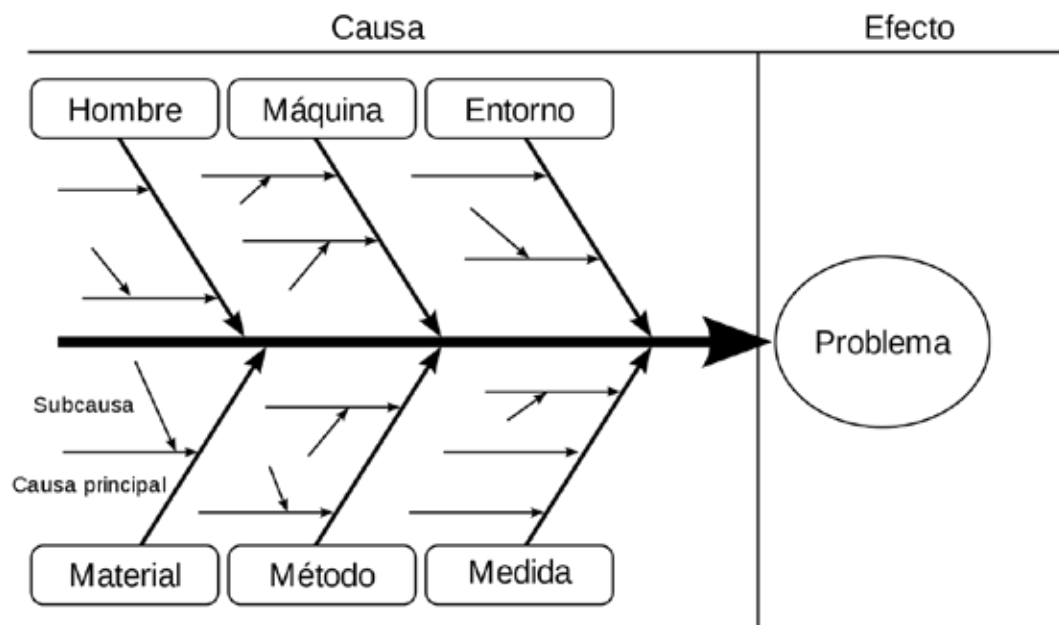 Causa
Efecto
Hombre
Máquina
Entorno
Problema
Subcausa
Causa principal
Material
Método
Medida